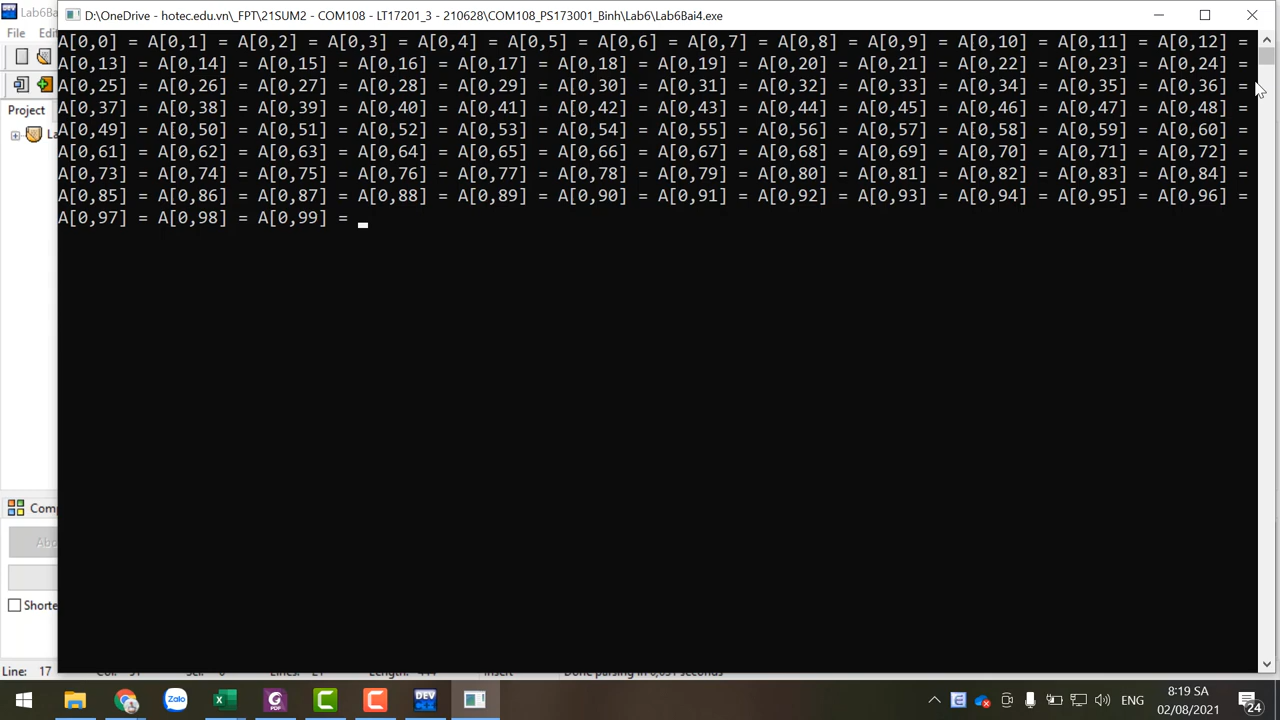 Lab6Ba
D:\OneDrive - hotec.edu.vn\_FPT\21SUM2 - COM108 - LT17201_3 - 210628\COM108_PS173001_Binh\Lab6\Lab6Bai4.exe
File Edi
Project
La
A[0,0] = A[0,1] = A[0,2] = A[0,3] = A[0,4] = A[0,5] = A[0,6] = A[0,7] = A[0,8] = A[0,9] = A[0,10] = A[0,11] = A[0,12] =
A[0,13] = A[0,14] = A[0,15] = A[0,16] = A[0,17] = A[0,18] = A[0,19] = A[0,20] = A[0,21] = A[0,22] = A[0,23] = A[0,24] =
A[0,25] = A[0,26] = A[0,27] = A[0,28] = A[0,29] = A[0,30] = A[0,31] = A[0,32] = A[0,33] = A[0,34] = A[0,35] = A[0,36] =
A[0,37] = A[0,38] = A[0,39] = A[0,40] = A[0,41] = A[0,42] = A[0,43] = A[0,44] = A[0,45] = A[0,46] = A[0,47] = A[0,48] =
A[0,49] = A[0,50] = A[0,51] = A[0,52] = A[0,53] = A[0,54] = A[0,55] = A[0,56] = A[0,57] = A[0,58] = A[0,59] = A[0,60] =
A[0,61] = A[0,62] = A[0,63] = A[0,64] = A[0,65] = A[0,66] = A[0,67] = A[0,68] = A[0,69] = A[0,70] = A[0,71] = A[0,72] =
A[0,73] = A[0,74] = A[0,75] = A[0,76] = A[0,77] = A[0,78] = A[0,79] = A[0,80] = A[0,81] = A[0,82] = A[0,83] = A[0,84] =
A[0,85] = A[0,86] = A[0,87] = A[0,88] = A[0,89] = A[0,90] = A[0,91] = A[0,92] = A[0,93] = A[0,94] = A[0,95] = A[0,96] =
A[0,97] = A[0,98] = A[0,99] =
Comp
Abo
Shorte
Line: 17
Zalo
PDF
DEV
ENG
8:19 SA
02/08/2021
24